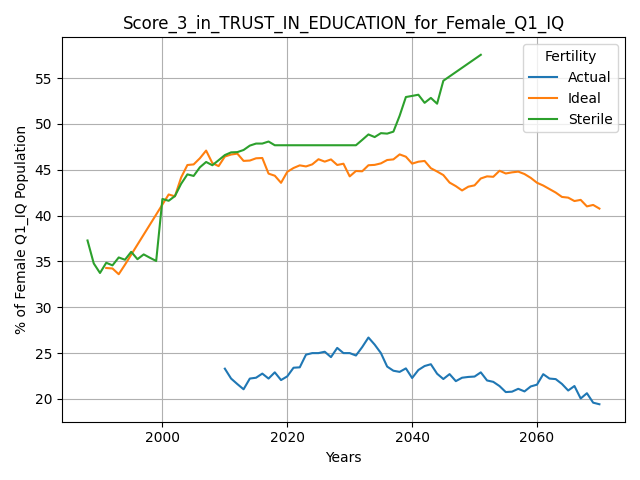 Score_3_in_TRUST_IN_EDUCATION_for_Female_Q1_IQ
Fertility
Actual
Ideal
Sterile
% of Female Q1_IQ Population
55
50
45
40
35
30
25
20
2000
2020
2040
2060
Years